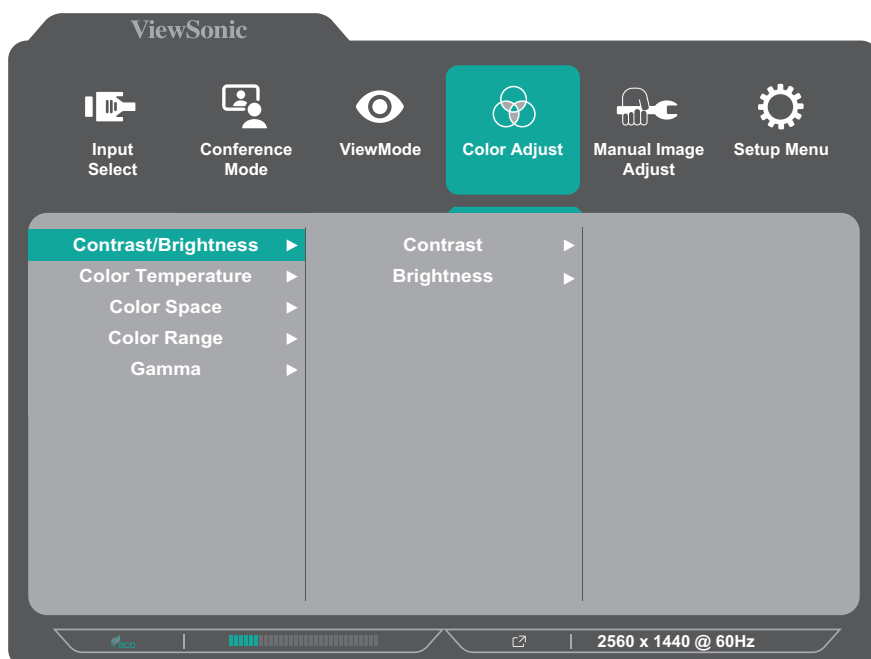 ViewSonic
Input
Select
Conference
Mode
ViewMode
Color Adjust
Manual Image
Adjust
Setup Menu
Contrast/Brightness
Color Temperature
Color Space
Color Range
Gamma
Contrast
Brightness
eco
2560 x 1440 @ 60Hz